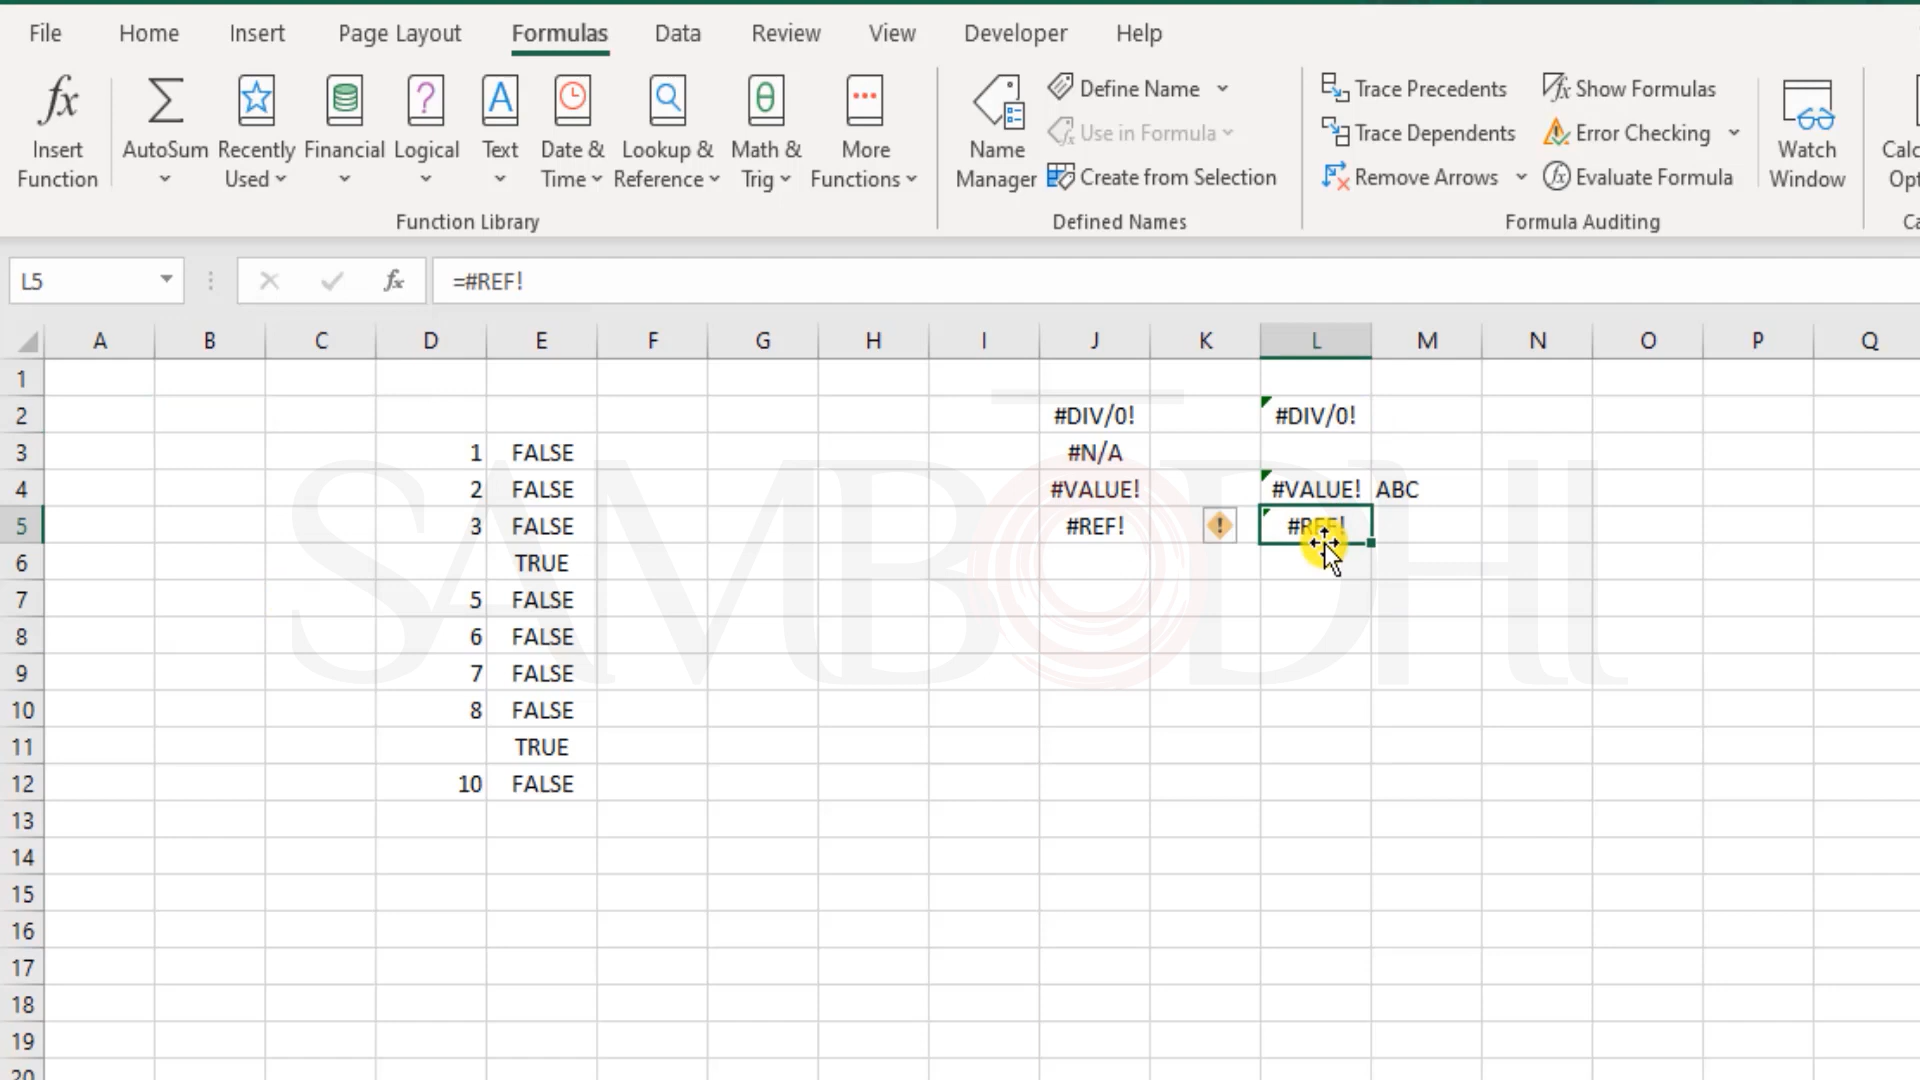 File Home Insert Page Layout Formulas Data Review View Developer Help
Insert Function
AutoSum
Recently Used
Financial
Logical
Text
Date & Time
Lookup & Reference
Math & Trig
More Functions
Function Library
Name Manager
Define Name
Use in Formula
Create from Selection
Defined Names
Trace Precedents
Trace Dependents
Remove Arrows
Show Formulas
Error Checking
Evaluate Formula
Formula Auditing
Watch Window
L5 fx =#REF!
A B C D E F G H I J K L M N O P Q
1
2 #DIV/0! #DIV/0!
3 1 FALSE #N/A
4 2 FALSE #VALUE! #VALUE! ABC
5 3 FALSE #REF! #REF!
6 TRUE
7 5 FALSE
8 6 FALSE
9 7 FALSE
10 8 FALSE
11 TRUE
12 10 FALSE
13
14
15
16
17
18
19
20
SAMBODHI